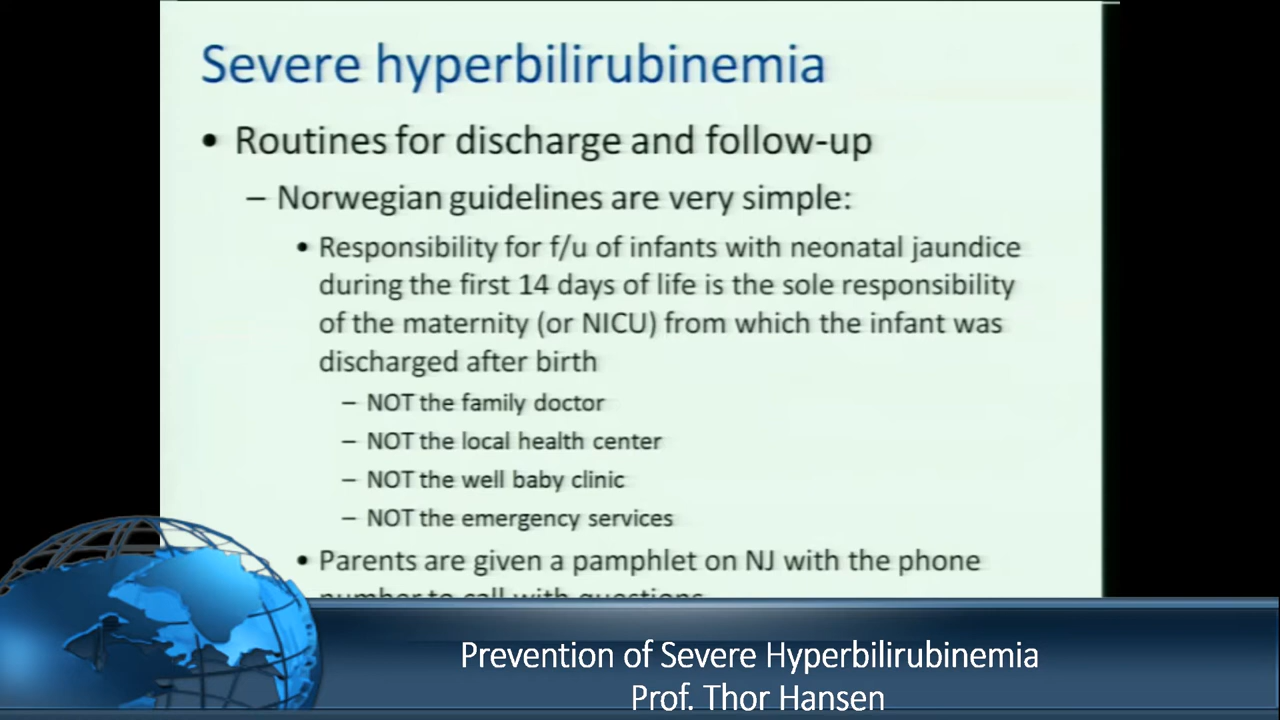 Severe hyperbilirubinemia
• Routines for discharge and follow-up
– Norwegian guidelines are very simple:
• Responsibility for f/u of infants with neonatal jaundice
during the first 14 days of life is the sole responsibility
of the maternity (or NICU) from which the infant was
discharged after birth
– NOT the family doctor
– NOT the local health center
– NOT the well baby clinic
– NOT the emergency services
• Parents are given a pamphlet on NJ with the phone
number to call with questions
Prevention of Severe Hyperbilirubinemia
Prof. Thor Hansen